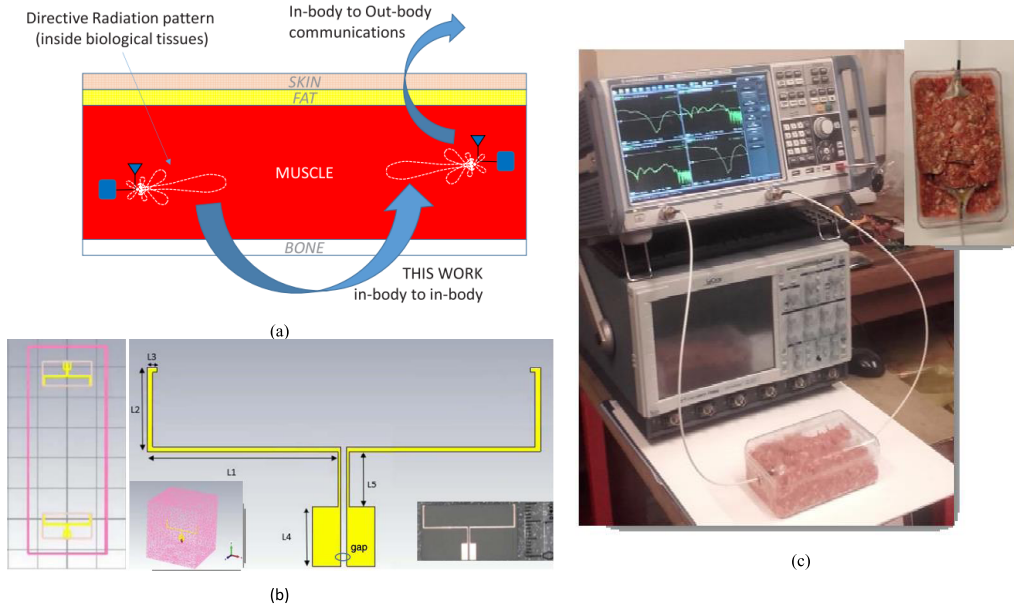 Directive Radiation pattern
(inside biological tissues)
In-body to Out-body
communications
SKIN
FAT
MUSCLE
BONE
THIS WORK
in-body to in-body
(a)
L3
L2
L1
L5
L4
gap
(b)
(c)